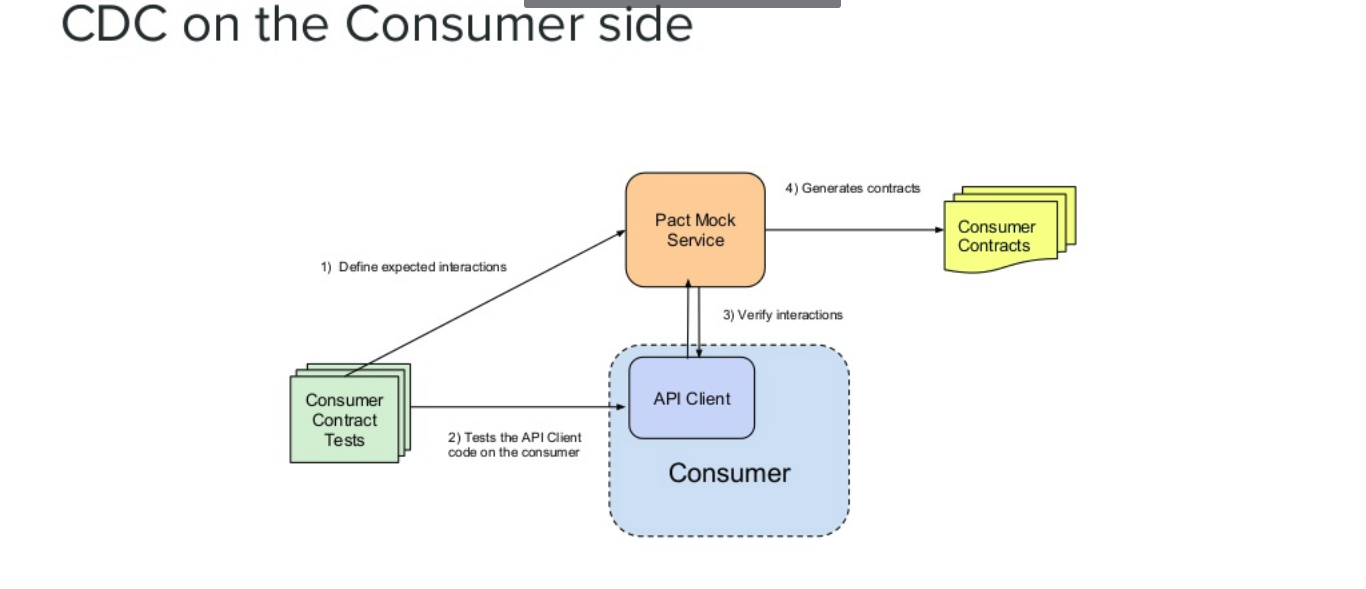 CDC on the Consumer side
4) Generates contracts
Pact Mock
Service
Consumer
Contracts
1)  Define expected interactions
3) Verify interactions
Consumer
Contract
Tests
API Client
2) Tests the API Client
code on the consumer
Consumer